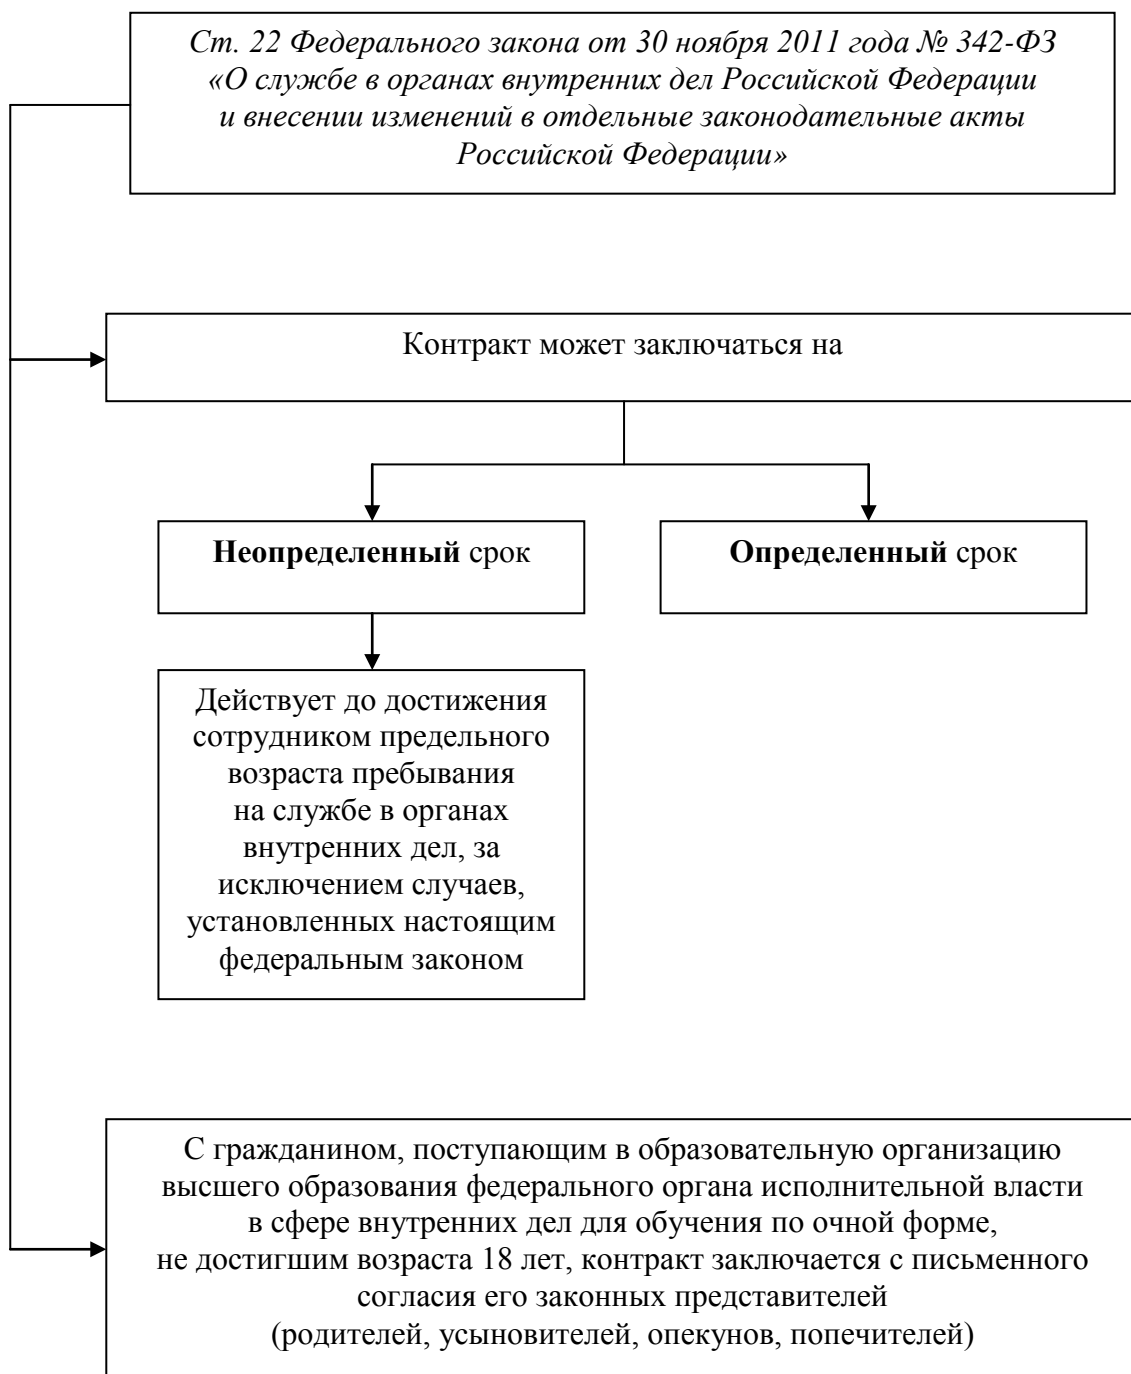 Ст. 22 Федерального закона от 30 ноября 2011 года № 342-ФЗ
«О службе в органах внутренних дел Российской Федерации
и внесении изменений в отдельные законодательные акты
Российской Федерации»
Контракт может заключаться на
Неопределенный срок
Определенный срок
Действует до достижения
сотрудником предельного
возраста пребывания
на службе в органах
внутренних дел, за
исключением случаев,
установленных настоящим
федеральным законом
С гражданином, поступающим в образовательную организацию
высшего образования федерального органа исполнительной власти
в сфере внутренних дел для обучения по очной форме,
не достигшим возраста 18 лет, контракт заключается с письменного
согласия его законных представителей
(родителей, усыновителей, опекунов, попечителей)